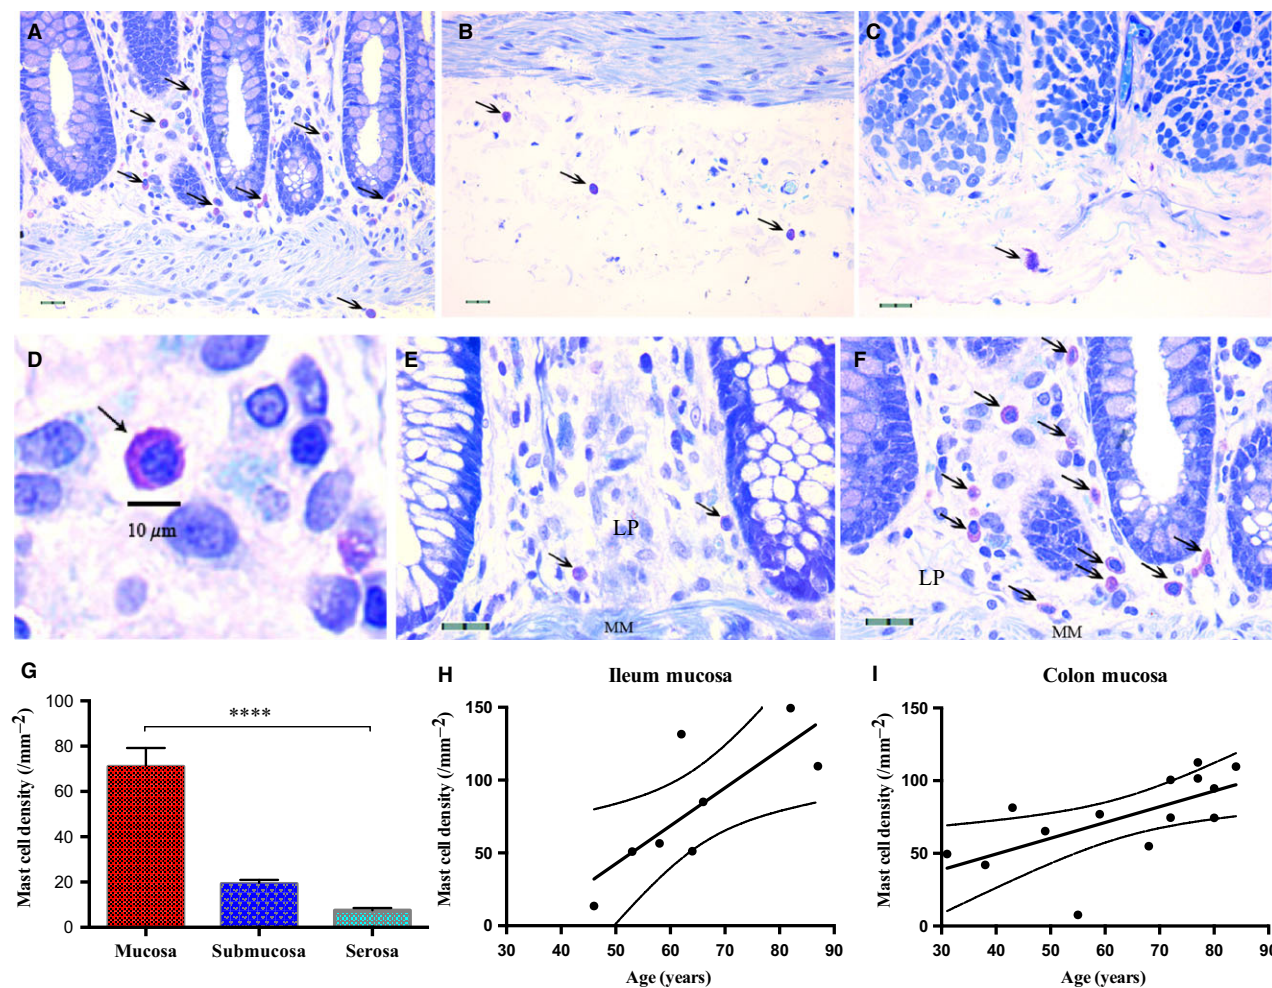 A
B
C
D
10 μm
E
LP
MM
F
LP
MM
G
Mast cell density (/mm−2)
100
80
60
40
20
0
****
Mucosa Submucosa Serosa
H
Ileum mucosa
Mast cell density (/mm−2)
150
100
50
0
30 40 50 60 70 80 90
Age (years)
I
Colon mucosa
Mast cell density (/mm−2)
150
100
50
0
30 40 50 60 70 80 90
Age (years)